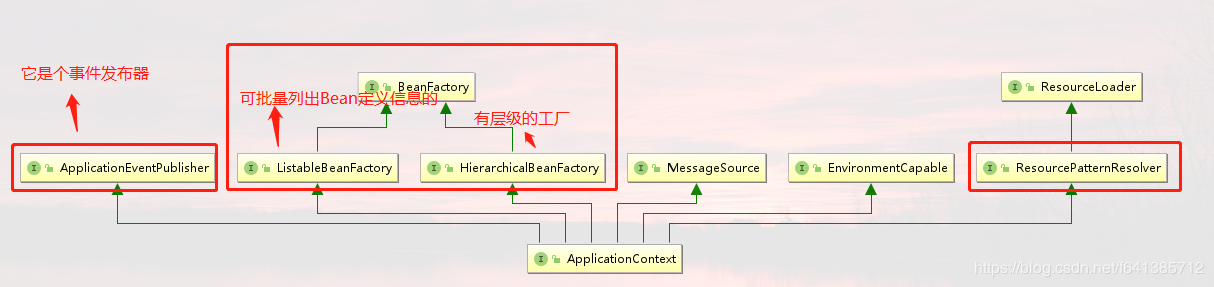 它是个事件发布器
BeanFactory
ResourceLoader
可批量列出Bean定义信息的
有层级的工厂
ApplicationEventPublisher
ListableBeanFactory
HierarchicalBeanFactory
MessageSource
EnvironmentCapable
ResourcePatternResolver
ApplicationContext
https://blog.csdn.net/f641385712